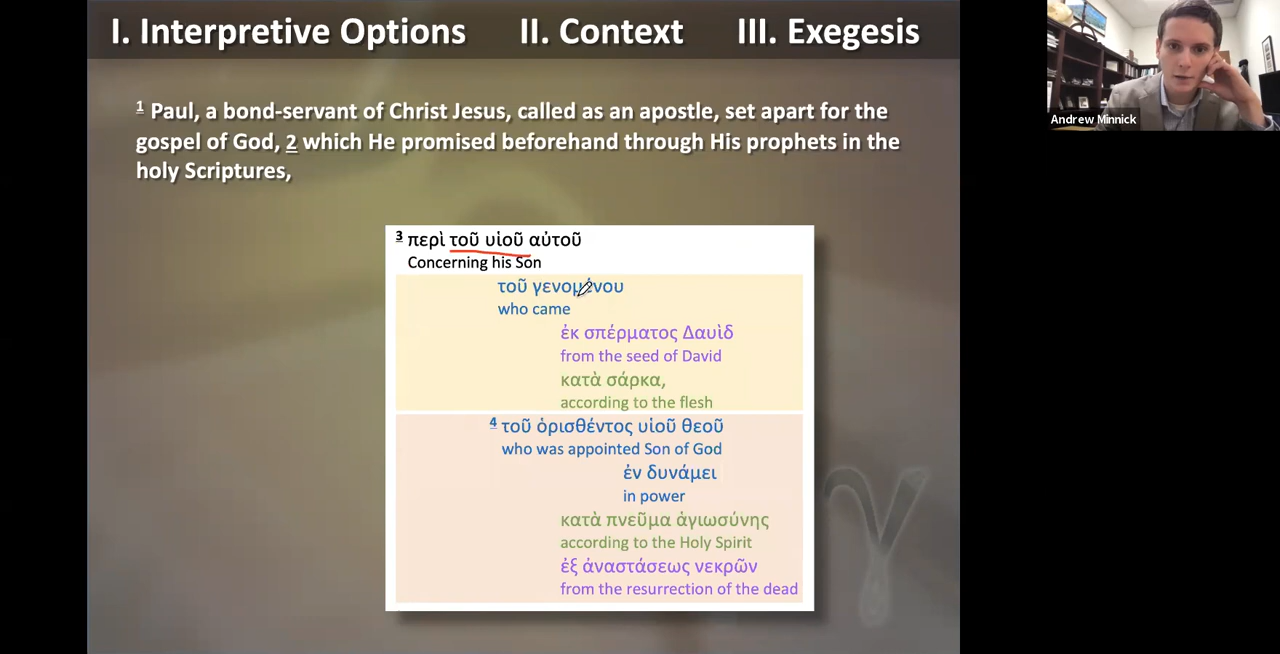 I. Interpretive Options II. Context III. Exegesis
1 Paul, a bond-servant of Christ Jesus, called as an apostle, set apart for the
gospel of God, 2 which He promised beforehand through His prophets in the
holy Scriptures,
3 περὶ τοῦ υἱοῦ αὐτοῦ
Concerning his Son
τοῦ γενομένου
who came
ἐκ σπέρματος Δαυὶδ
from the seed of David
κατὰ σάρκα,
according to the flesh
4 τοῦ ὁρισθέντος υἱοῦ θεοῦ
who was appointed Son of God
ἐν δυνάμει
in power
κατὰ πνεῦμα ἁγιωσύνης
according to the Holy Spirit
ἐξ ἀναστάσεως νεκρῶν
from the resurrection of the dead
γ
Andrew Minnick